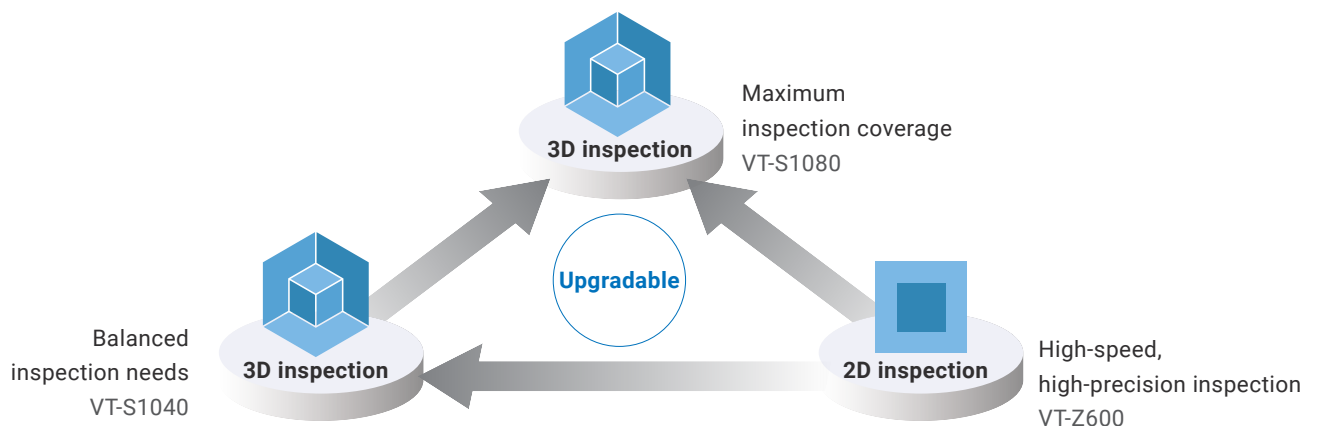 Maximum
inspection coverage
VT-S1080
3D inspection
Upgradable
Balanced
inspection needs
VT-S1040
3D inspection
2D inspection
High-speed,
high-precision inspection
VT-Z600